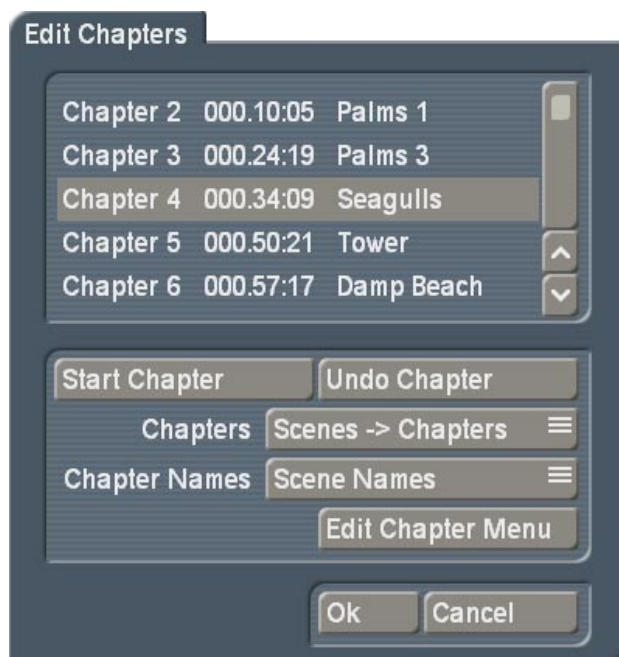 Edit Chapters
Chapter 2 000.10:05 Palms 1
Chapter 3 000.24:19 Palms 3
Chapter 4 000.34:09 Seagulls
Chapter 5 000.50:21 Tower
Chapter 6 000.57:17 Damp Beach
Start Chapter Undo Chapter
Chapters Scenes -> Chapters
Chapter Names Scene Names
Edit Chapter Menu
Ok Cancel